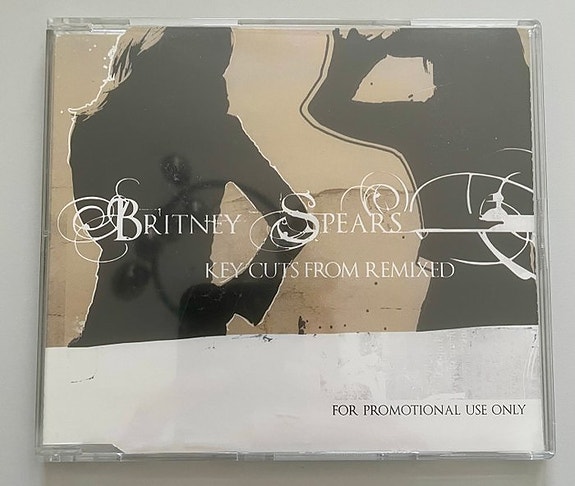 BRITNEY SPEARS
KEY CUTS FROM REMIXED
FOR PROMOTIONAL USE ONLY